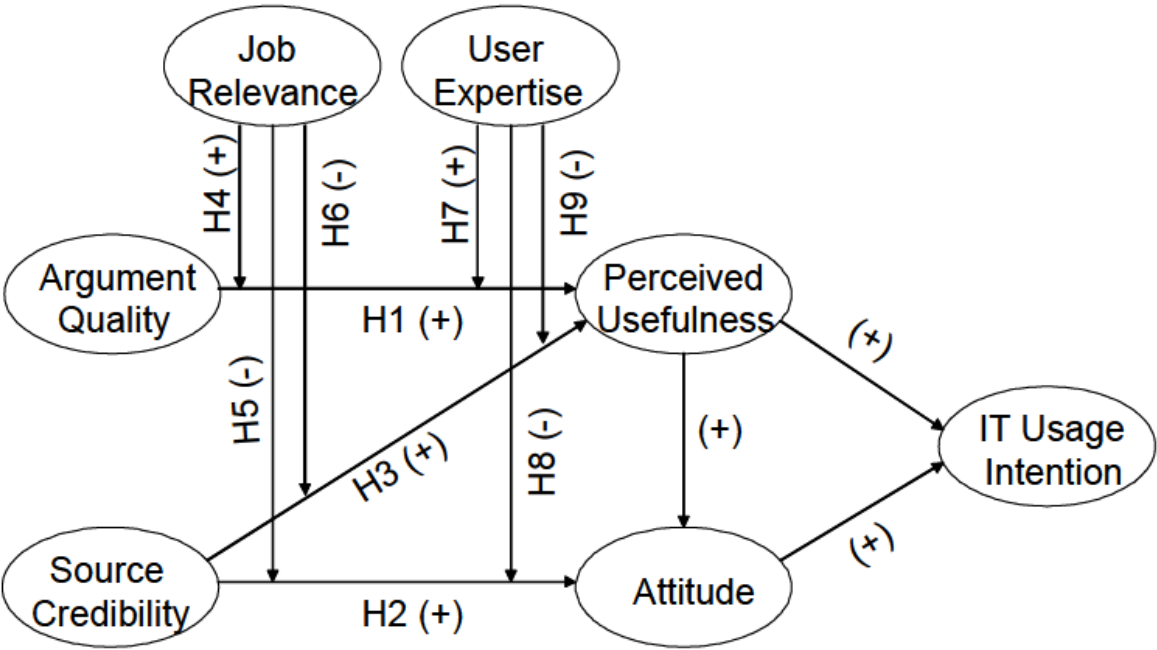 Job
Relevance
User
Expertise
H4 (+)
H6 (-)
H7 (+)
H9 (-)
Argument
Quality
H1 (+)
Perceived
Usefulness
(+)
H5 (-)
H3 (+)
H8 (-)
(+)
IT Usage
Intention
Source
Credibility
H2 (+)
Attitude
(+)